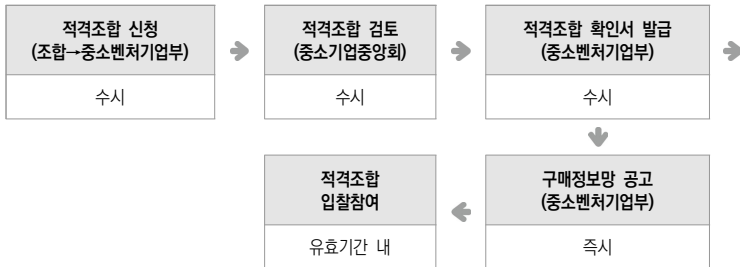 적격조합 신청
(조합→중소벤처기업부)
수시
적격조합 검토
(중소기업중앙회)
수시
적격조합 확인서 발급
(중소벤처기업부)
수시
구매정보망 공고
(중소벤처기업부)
즉시
적격조합
입찰참여
유효기간 내